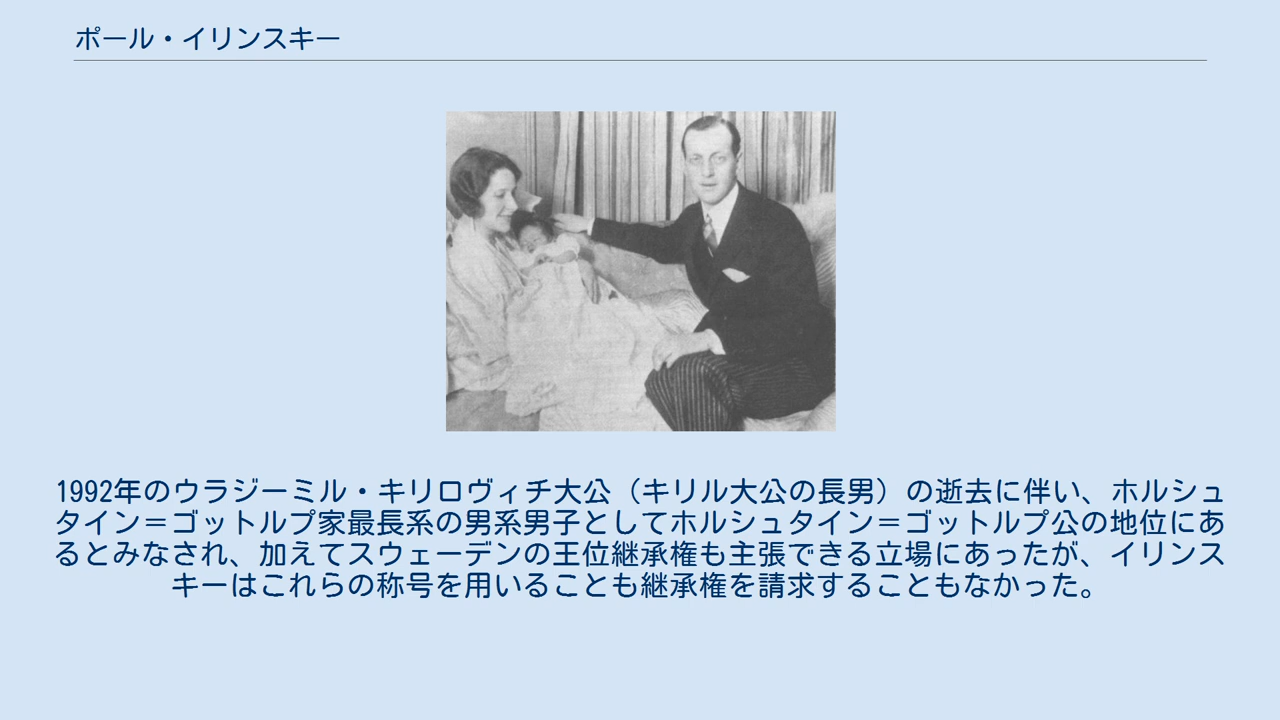 ポール・イリンスキー
1992年のウラジーミル・キリロヴィチ大公（キリル大公の長男）の逝去に伴い、ホルシュ
タイン＝ゴットルプ家最長系の男系男子としてホルシュタイン＝ゴットルプ公の地位にあ
るとみなされ、加えてスウェーデンの王位継承権も主張できる立場にあったが、イリンス
キーはこれらの称号を用いることも継承権を請求することもなかった。